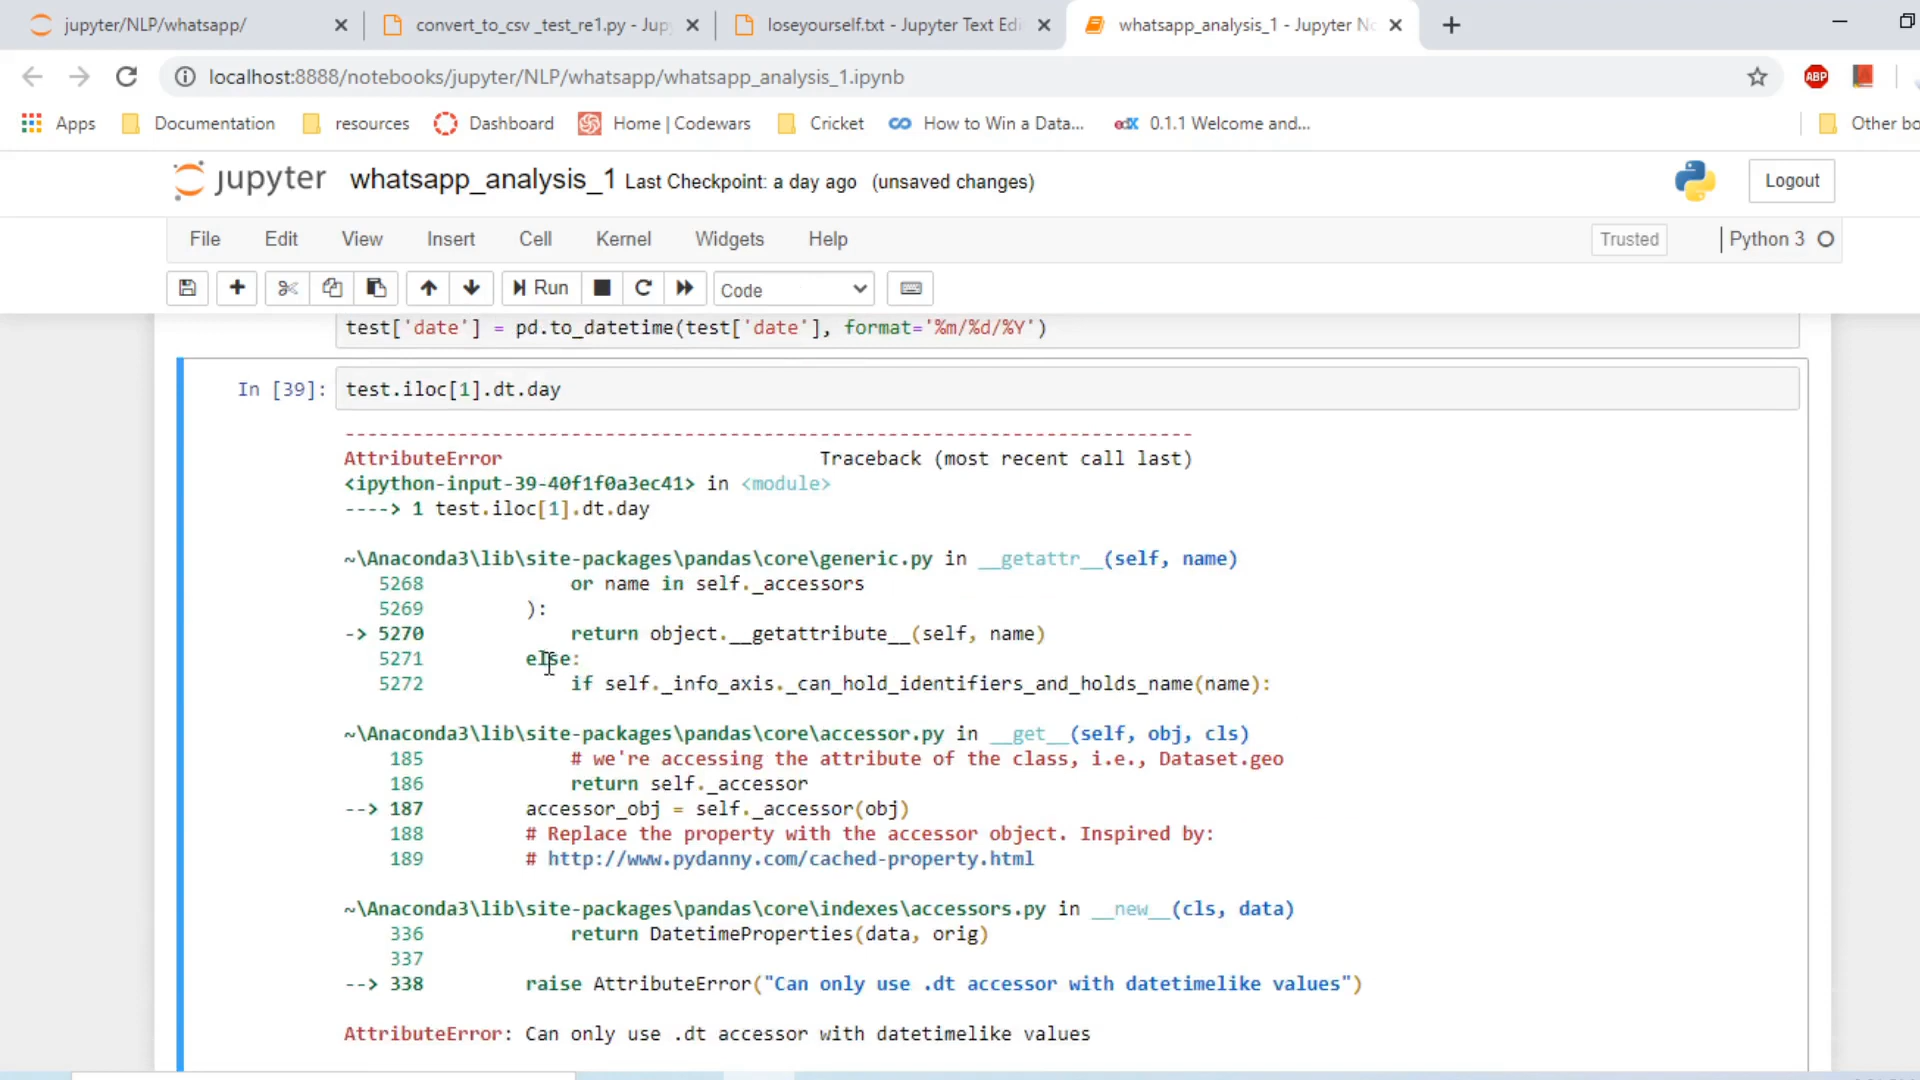 jupyter/NLP/whatsapp/
convert_to_csv _test_re1.py - Jup
loseyourself.txt - Jupyter Text Edi
whatsapp_analysis_1 - Jupyter No
localhost:8888/notebooks/jupyter/NLP/whatsapp/whatsapp_analysis_1.ipynb
ABP
Apps
Documentation
resources
Dashboard
Home | Codewars
Cricket
How to Win a Data...
edX
0.1.1 Welcome and...
Other bo
jupyter whatsapp_analysis_1 Last Checkpoint: a day ago (unsaved changes)
Logout
File Edit View Insert Cell Kernel Widgets Help
Trusted
Python 3
Run
Code
test['date'] = pd.to_datetime(test['date'], format='%m/%d/%Y')
In [39]: test.iloc[1].dt.day
---------------------------------------------------------------------------
AttributeError Traceback (most recent call last)
<ipython-input-39-40f1f0a3ec41> in <module>
----> 1 test.iloc[1].dt.day
~\Anaconda3\lib\site-packages\pandas\core\generic.py in __getattr__(self, name)
5268 or name in self._accessors
5269 ):
-> 5270 return object.__getattribute__(self, name)
5271 else:
5272 if self._info_axis._can_hold_identifiers_and_holds_name(name):
~\Anaconda3\lib\site-packages\pandas\core\accessor.py in __get__(self, obj, cls)
185 # we're accessing the attribute of the class, i.e., Dataset.geo
186 return self._accessor
--> 187 accessor_obj = self._accessor(obj)
188 # Replace the property with the accessor object. Inspired by:
189 # http://www.pydanny.com/cached-property.html
~\Anaconda3\lib\site-packages\pandas\core\indexes\accessors.py in __new__(cls, data)
336 return DatetimeProperties(data, orig)
337
--> 338 raise AttributeError("Can only use .dt accessor with datetimelike values")
AttributeError: Can only use .dt accessor with datetimelike values